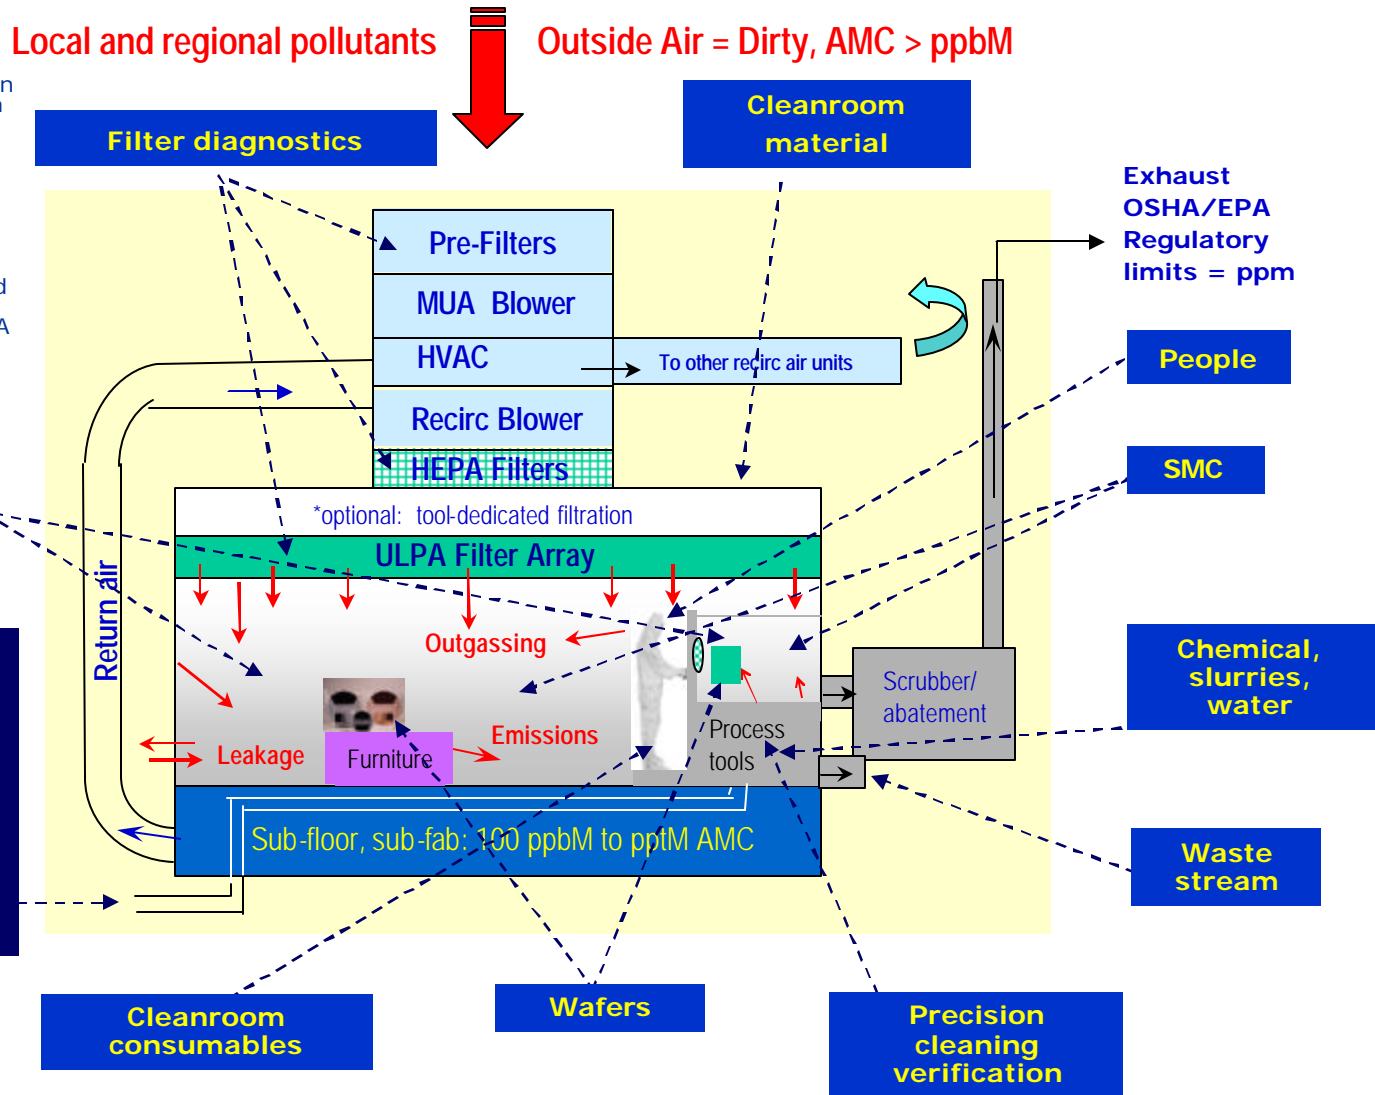 Local and regional pollutants
Outside Air = Dirty, AMC > ppbM
n
Filter diagnostics
Cleanroom
material
Exhaust
OSHA/EPA
Regulatory
limits = ppm
Pre-Filters
d
MUA Blower
A
HVAC
To other recirc air units
People
Recirc Blower
HEPA Filters
SMC
*optional: tool-dedicated filtration
ULPA Filter Array
Return air
Outgassing
Chemical,
slurries,
water
Scrubber/
abatement
Process
tools
Emissions
Leakage
Furniture
Sub-floor, sub-fab: 100 ppbM to pptM AMC
Waste
stream
Cleanroom
consumables
Wafers
Precision
cleaning
verification